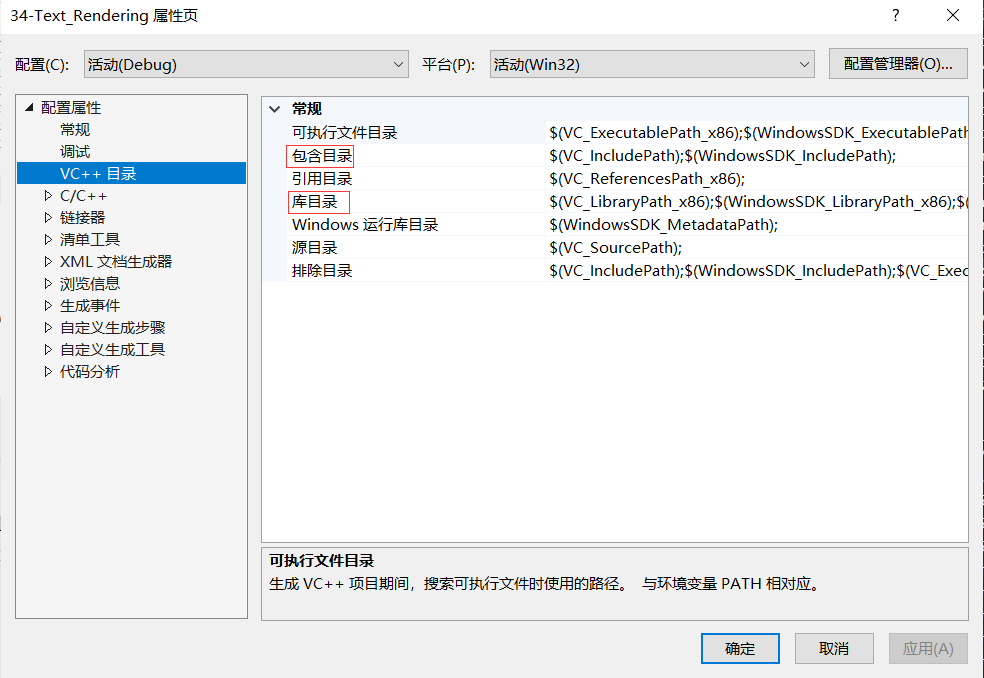 34-Text_Rendering 属性页
?
配置(C): 活动(Debug) 平台(P): 活动(Win32) 配置管理器(O)...
配置属性
常规
调试
VC++ 目录
C/C++
链接器
清单工具
XML 文档生成器
浏览信息
生成事件
自定义生成步骤
自定义生成工具
代码分析
常规
可执行文件目录 $(VC_ExecutablePath_x86);$(WindowsSDK_ExecutablePath
包含目录 $(VC_IncludePath);$(WindowsSDK_IncludePath);
引用目录 $(VC_ReferencesPath_x86);
库目录 $(VC_LibraryPath_x86);$(WindowsSDK_LibraryPath_x86);$(
Windows 运行库目录 $(WindowsSDK_MetadataPath);
源目录 $(VC_SourcePath);
排除目录 $(VC_IncludePath);$(WindowsSDK_IncludePath);$(VC_Exec
可执行文件目录
生成 VC++ 项目期间，搜索可执行文件时使用的路径。 与环境变量 PATH 相对应。
确定 取消 应用(A)